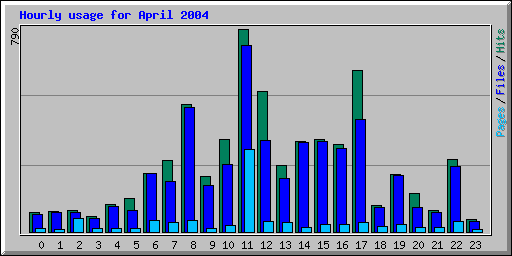 Hourly usage for April 2004
790
Pages / Files / Hits
0 1 2 3 4 5 6 7 8 9 10 11 12 13 14 15 16 17 18 19 20 21 22 23